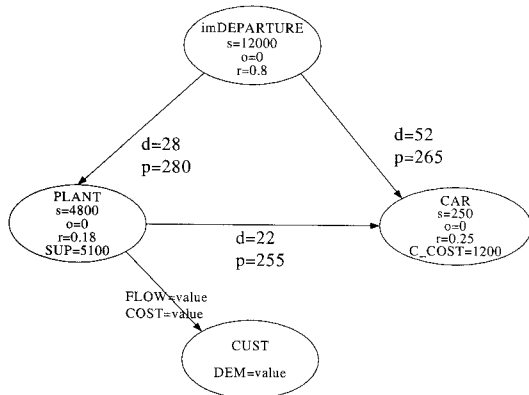 imDEPARTURE
s=12000
o=0
r=0.8
d=28
p=280
d=52
p=265
PLANT
s=4800
o=0
r=0.18
SUP=5100
d=22
p=255
CAR
s=250
o=0
r=0.25
C_COST=1200
FLOW=value
COST=value
CUST
DEM=value